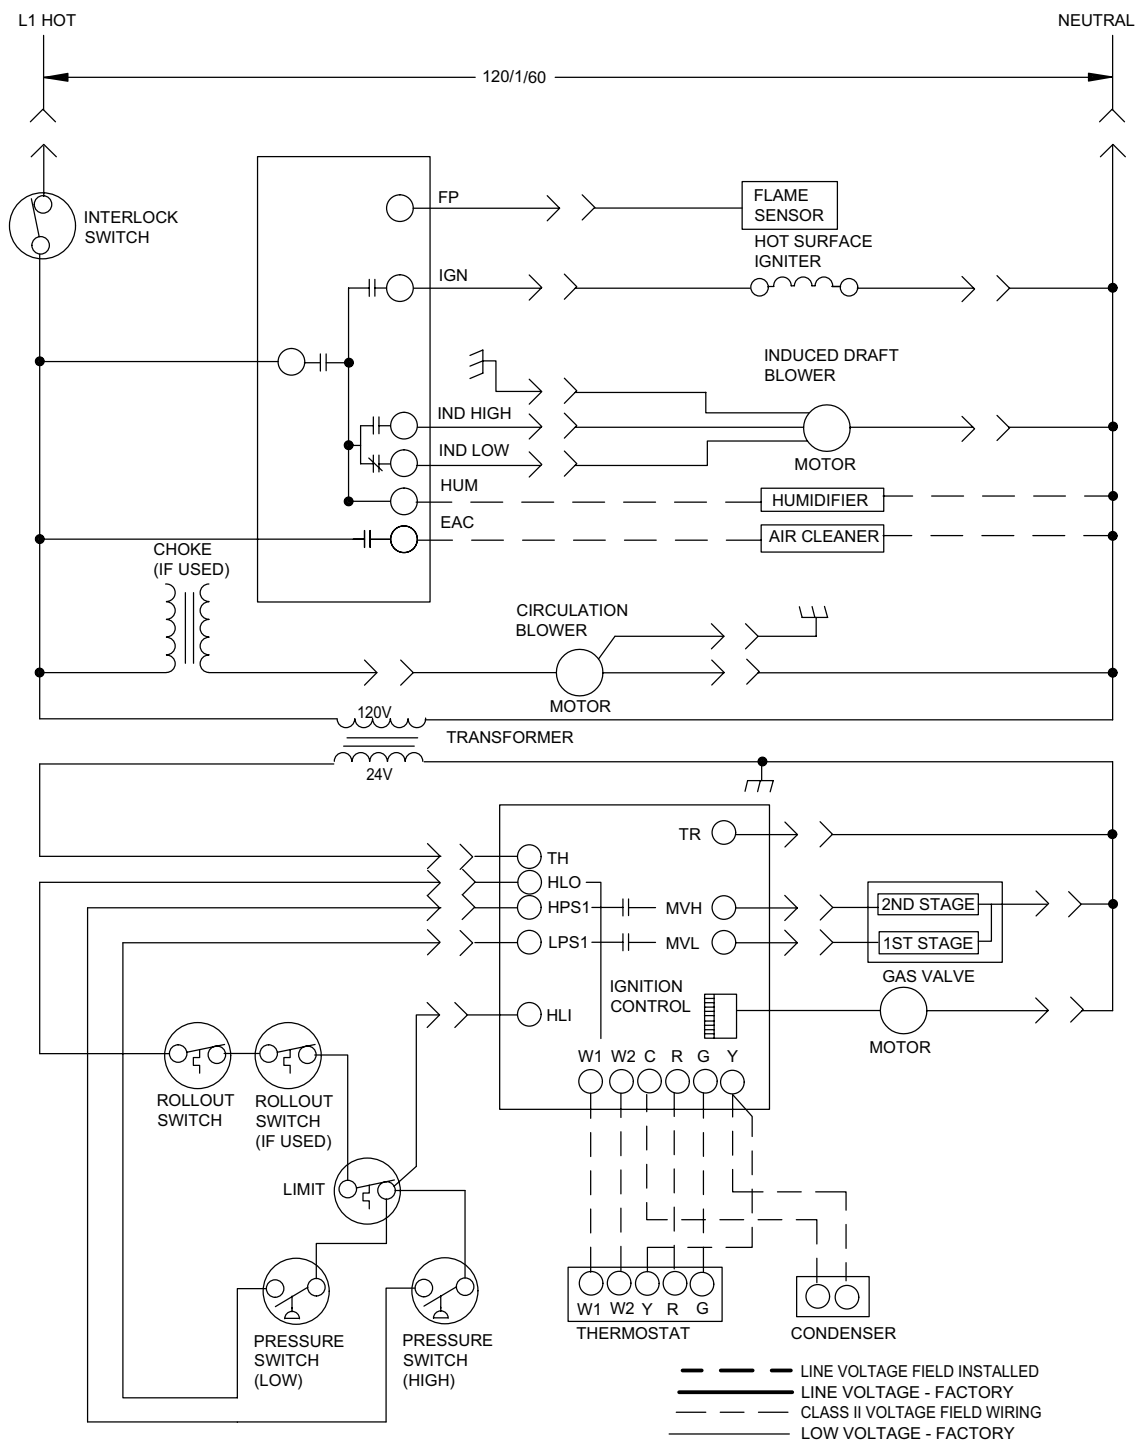 L1 HOT
NEUTRAL
120/1/60
INTERLOCK
SWITCH
FP
FLAME
SENSOR
HOT SURFACE
IGNITER
IGN
INDUCED DRAFT
BLOWER
IND HIGH
IND LOW
MOTOR
HUM
HUMIDIFIER
EAC
AIR CLEANER
CHOKE
(IF USED)
CIRCULATION
BLOWER
MOTOR
120V
TRANSFORMER
24V
TR
TH
HLO
HPS1
MVH
2ND STAGE
LPS1
MVL
1ST STAGE
GAS VALVE
IGNITION
CONTROL
HLI
MOTOR
W1 W2 C R G Y
ROLLOUT
SWITCH
ROLLOUT
SWITCH
(IF USED)
LIMIT
W1 W2 Y R G
THERMOSTAT
CONDENSER
PRESSURE
SWITCH
(LOW)
PRESSURE
SWITCH
(HIGH)
LINE VOLTAGE FIELD INSTALLED
LINE VOLTAGE - FACTORY
CLASS II VOLTAGE FIELD WIRING
LOW VOLTAGE - FACTORY